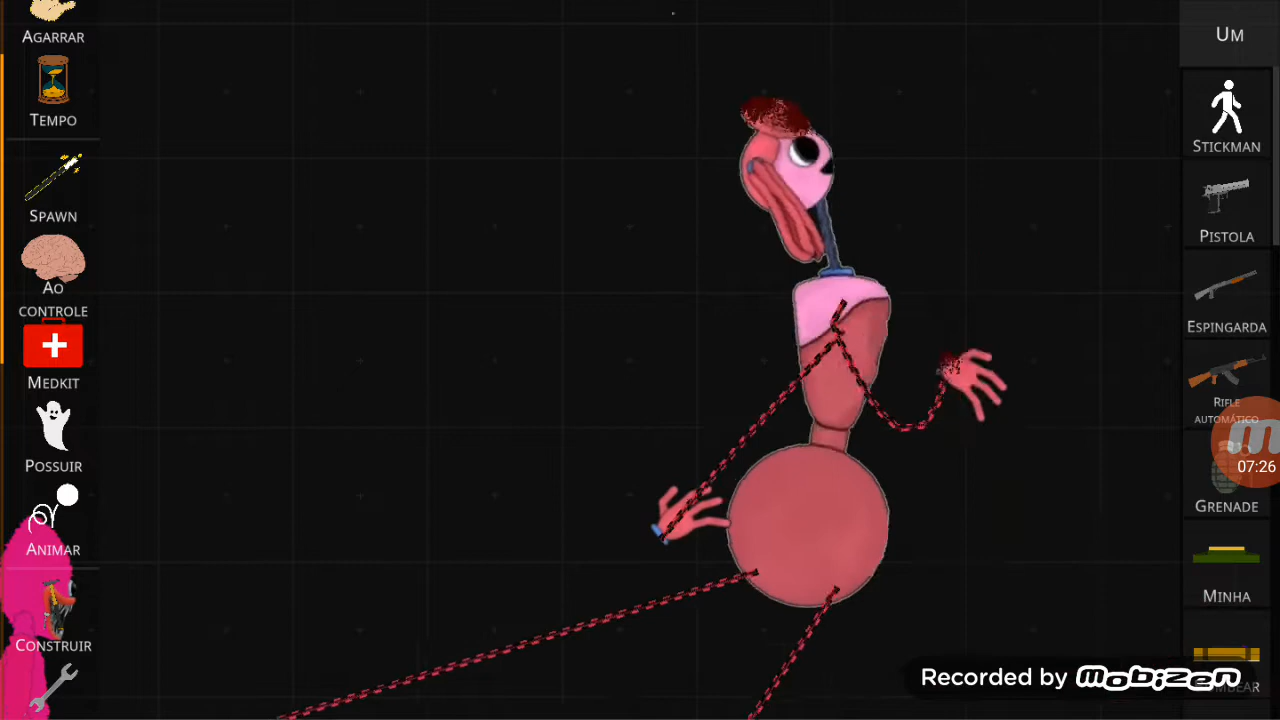 AGARRAR
TEMPO
SPAWN
AO
CONTROLE
MEDKIT
POSSUIR
ANIMAR
CONSTRUIR
UM
STICKMAN
PISTOLA
ESPINGARDA
RIFLE
AUTOMÁTICO
07:26
GRENADE
MINHA
Recorded by mobizen